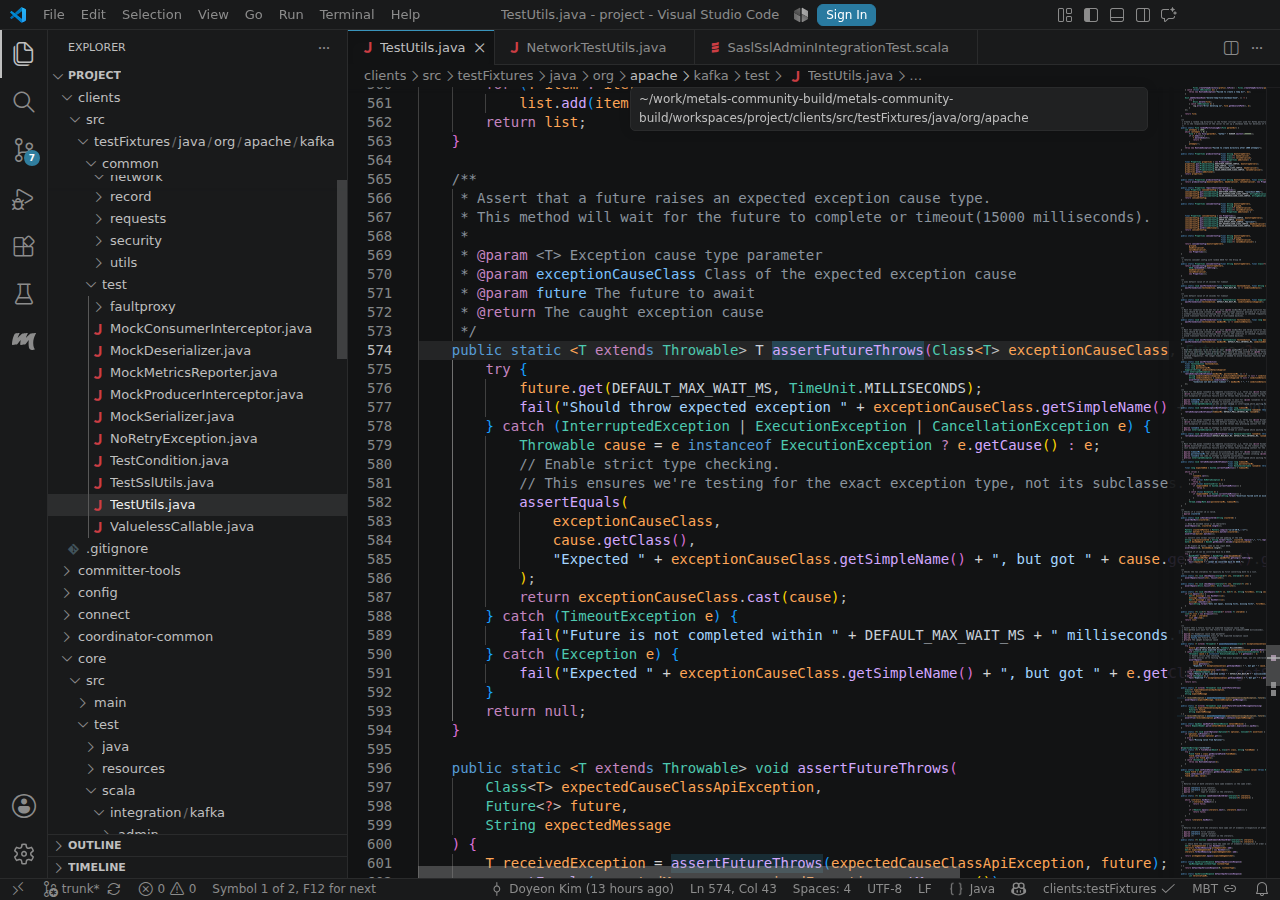 File Edit Selection View Go Run Terminal Help
TestUtils.java - project - Visual Studio Code
Sign In
EXPLORER
PROJECT
clients
src
testFixtures/java/org/apache/kafka
common
network
record
requests
security
utils
test
faultproxy
MockConsumerInterceptor.java
MockDeserializer.java
MockMetricsReporter.java
MockProducerInterceptor.java
MockSerializer.java
NoRetryException.java
TestCondition.java
TestSslUtils.java
TestUtils.java
ValuelessCallable.java
.gitignore
committer-tools
config
connect
coordinator-common
core
src
main
test
java
resources
scala
integration/kafka
admin
OUTLINE
TIMELINE
7
TestUtils.java NetworkTestUtils.java SaslSslAdminIntegrationTest.scala
clients > src > testFixtures > java > org > apache > kafka > test > TestUtils.java > ...
~/work/metals-community-build/metals-community-
build/workspaces/project/clients/src/testFixtures/java/org/apache
561 list.add(item
562 return list;
563 }
564
565 /**
566 * Assert that a future raises an expected exception cause type.
567 * This method will wait for the future to complete or timeout(15000 milliseconds).
568 *
569 * @param <T> Exception cause type parameter
570 * @param exceptionCauseClass Class of the expected exception cause
571 * @param future The future to await
572 * @return The caught exception cause
573 */
574 public static <T extends Throwable> T assertFutureThrows(Class<T> exceptionCauseClass
575 try {
576 future.get(DEFAULT_MAX_WAIT_MS, TimeUnit.MILLISECONDS);
577 fail("Should throw expected exception " + exceptionCauseClass.getSimpleName()
578 } catch (InterruptedException | ExecutionException | CancellationException e) {
579 Throwable cause = e instanceof ExecutionException ? e.getCause() : e;
580 // Enable strict type checking.
581 // This ensures we're testing for the exact exception type, not its subclasses.
582 assertEquals(
583 exceptionCauseClass,
584 cause.getClass(),
585 "Expected " + exceptionCauseClass.getSimpleName() + ", but got " + cause.
586 );
587 return exceptionCauseClass.cast(cause);
588 } catch (TimeoutException e) {
589 fail("Future is not completed within " + DEFAULT_MAX_WAIT_MS + " milliseconds
590 } catch (Exception e) {
591 fail("Expected " + exceptionCauseClass.getSimpleName() + ", but got " + e.get
592 }
593 return null;
594 }
595
596 public static <T extends Throwable> void assertFutureThrows(
597 Class<T> expectedCauseClassApiException,
598 Future<?> future,
599 String expectedMessage
600 ) {
601 T receivedException = assertFutureThrows(expectedCauseClassApiException, future);
trunk* 0 0 Symbol 1 of 2, F12 for next Doyeon Kim (13 hours ago) Ln 574, Col 43 Spaces: 4 UTF-8 LF { } Java clients:testFixtures MBT